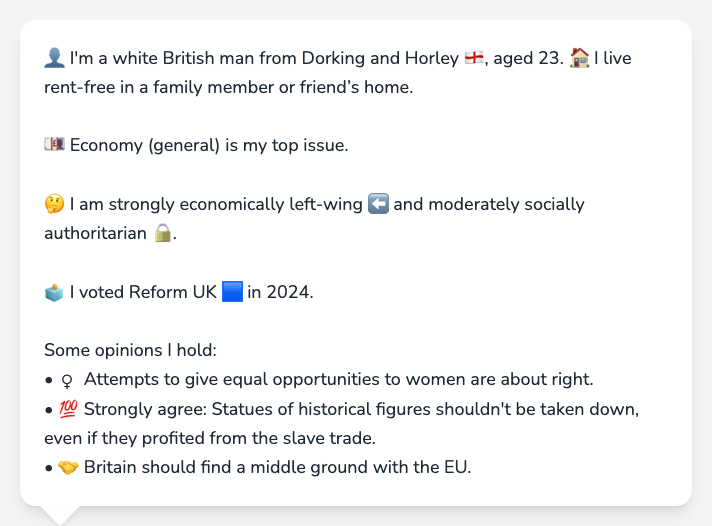 👤 I'm a white British man from Dorking and Horley 🏴󠁧󠁢󠁥󠁮󠁧󠁿, aged 23. 🏠 I live
rent-free in a family member or friend’s home.
💷 Economy (general) is my top issue.
🤔 I am strongly economically left-wing ⬅️ and moderately socially
authoritarian 🔒.
🗳️ I voted Reform UK 🟦 in 2024.
Some opinions I hold:
• ♀ Attempts to give equal opportunities to women are about right.
• 💯 Strongly agree: Statues of historical figures shouldn't be taken down,
even if they profited from the slave trade.
• 🤝 Britain should find a middle ground with the EU.